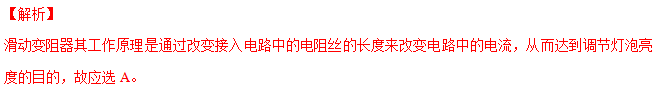 【解析】
滑动变阻器其工作原理是通过改变接入电路中的电阻丝的长度来改变电路中的电流，从而达到调节灯泡亮
度的目的，故应选 A。